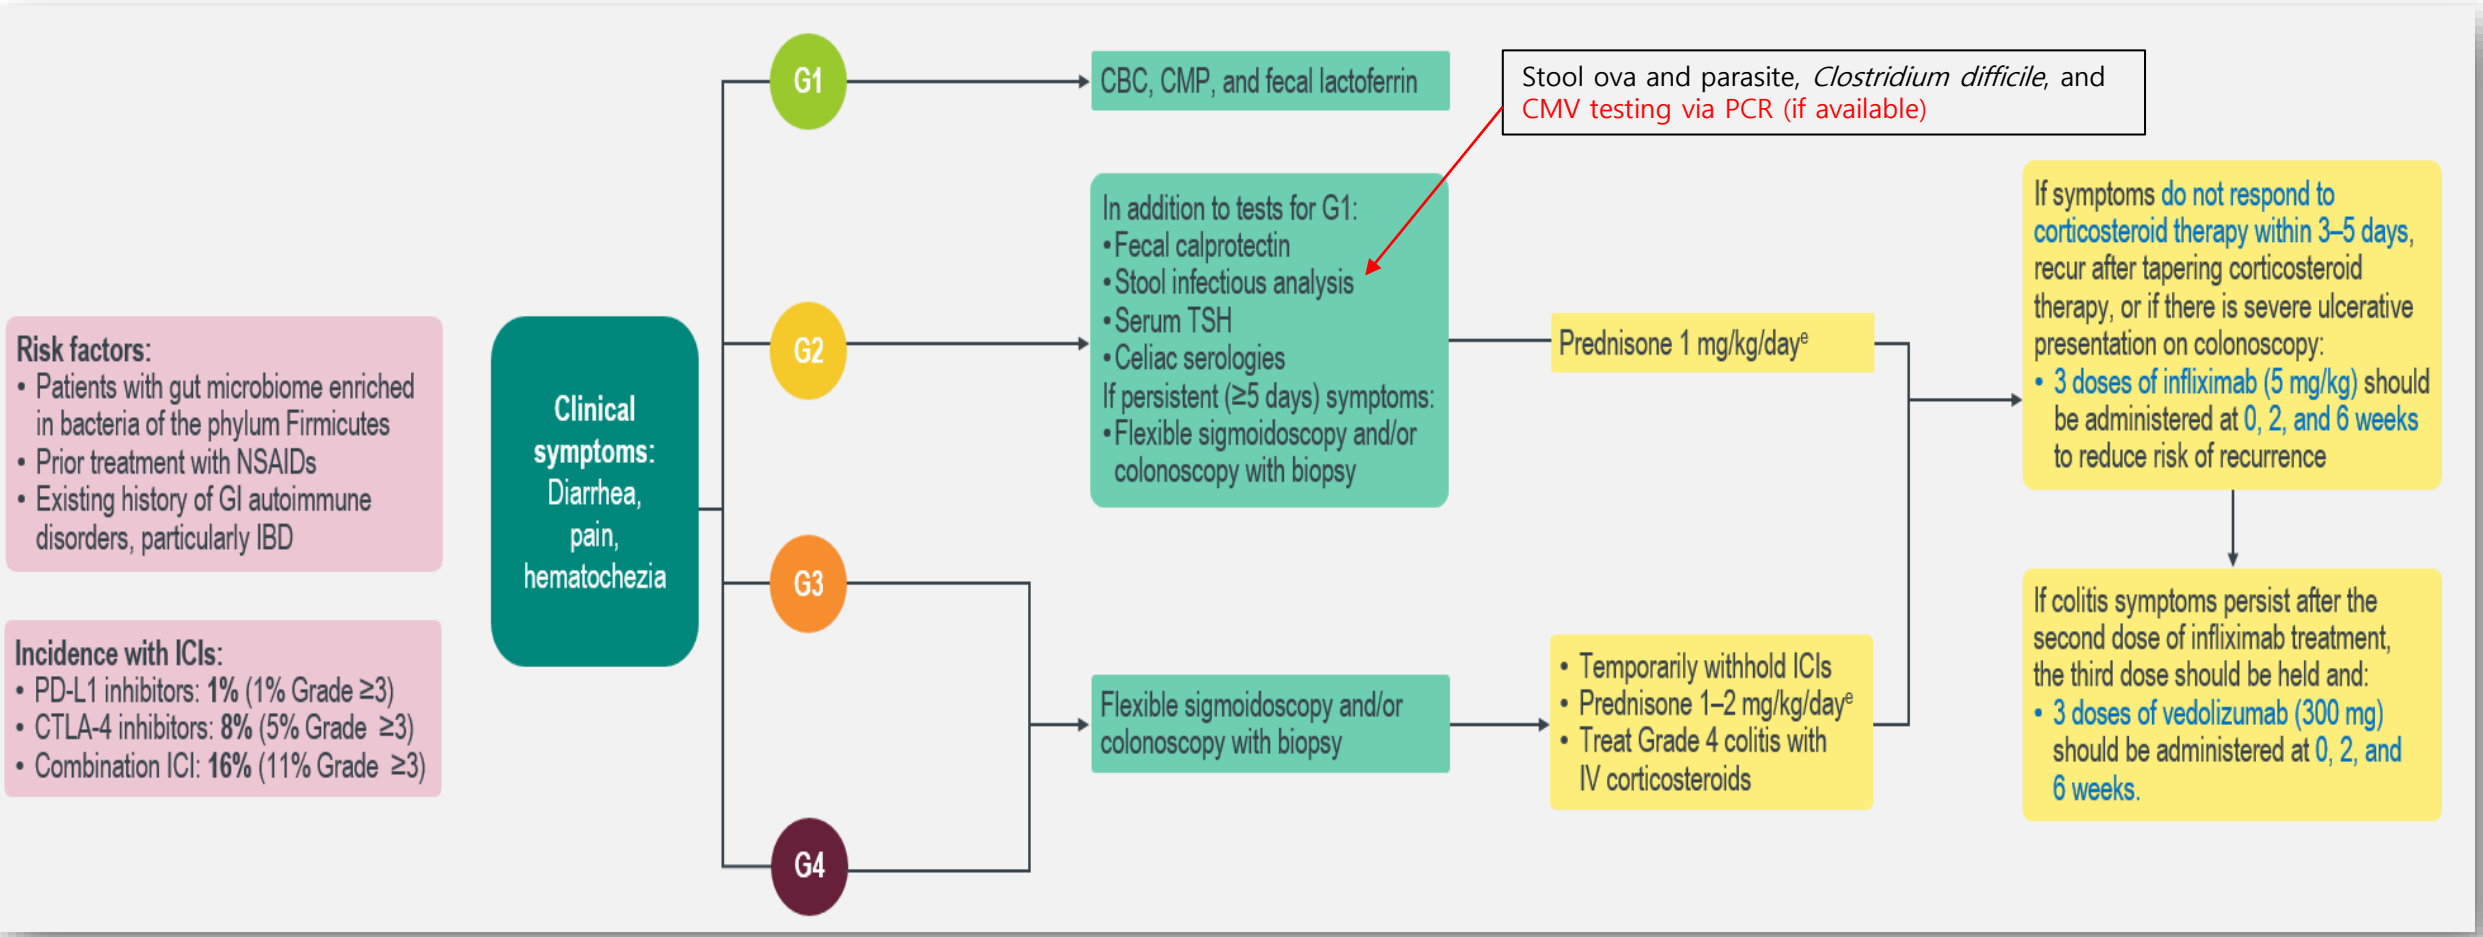 Risk factors:
• Patients with gut microbiome enriched
in bacteria of the phylum Firmicutes
• Prior treatment with NSAIDs
• Existing history of GI autoimmune
disorders, particularly IBD
Incidence with ICIs:
• PD-L1 inhibitors: 1% (1% Grade ≥3)
• CTLA-4 inhibitors: 8% (5% Grade ≥3)
• Combination ICI: 16% (11% Grade ≥3)
Clinical
symptoms:
Diarrhea,
pain,
hematochezia
G1
G2
G3
G4
CBC, CMP, and fecal lactoferrin
Stool ova and parasite, Clostridium difficile, and
CMV testing via PCR (if available)
In addition to tests for G1:
• Fecal calprotectin
• Stool infectious analysis
• Serum TSH
• Celiac serologies
If persistent (≥5 days) symptoms:
• Flexible sigmoidoscopy and/or
colonoscopy with biopsy
Flexible sigmoidoscopy and/or
colonoscopy with biopsy
Prednisone 1 mg/kg/dayᵉ
• Temporarily withhold ICIs
• Prednisone 1–2 mg/kg/dayᵉ
• Treat Grade 4 colitis with
IV corticosteroids
If symptoms do not respond to
corticosteroid therapy within 3–5 days,
recur after tapering corticosteroid
therapy, or if there is severe ulcerative
presentation on colonoscopy:
• 3 doses of infliximab (5 mg/kg) should
be administered at 0, 2, and 6 weeks
to reduce risk of recurrence
If colitis symptoms persist after the
second dose of infliximab treatment,
the third dose should be held and:
• 3 doses of vedolizumab (300 mg)
should be administered at 0, 2, and
6 weeks.